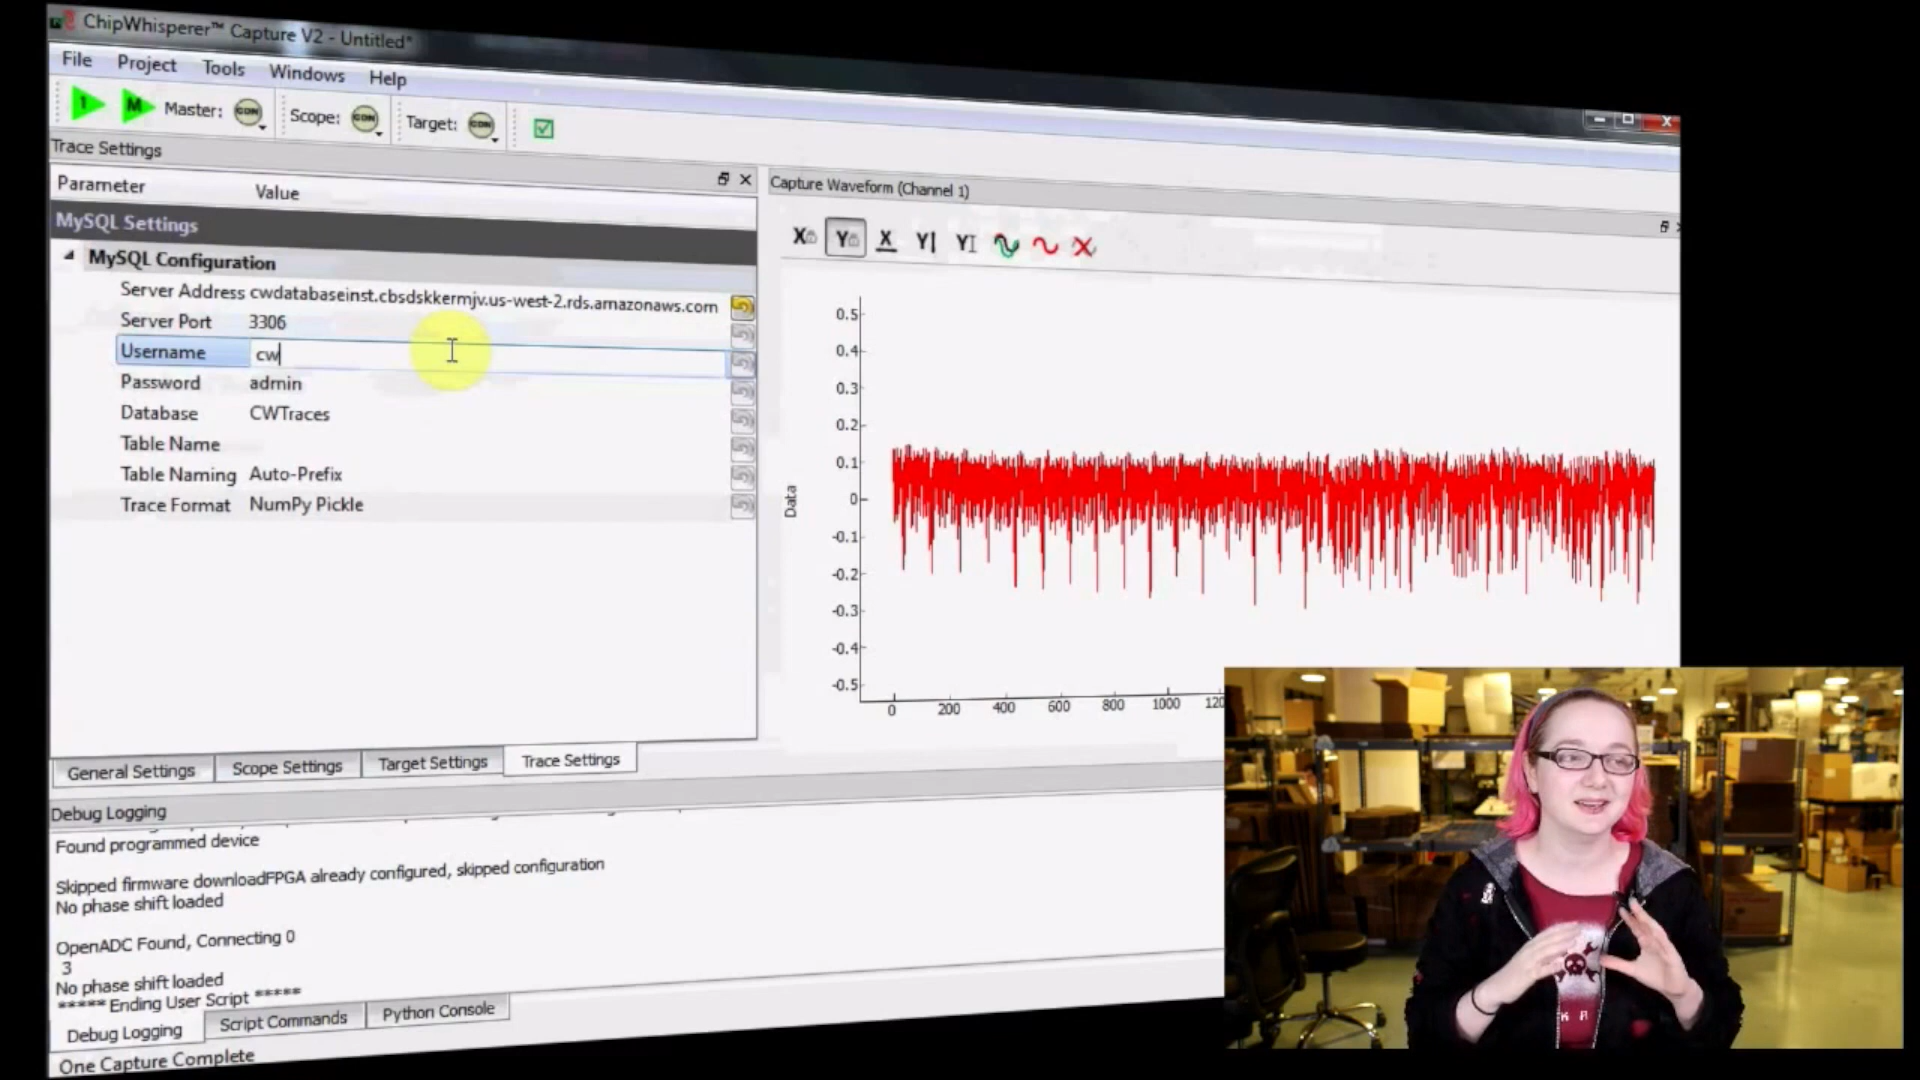 ChipWhisperer™ Capture V2 - Untitled*
File Project Tools Windows Help
1 M Master: CON Scope: CON Target: CON
Trace Settings
Parameter Value
MySQL Settings
MySQL Configuration
Server Address cwdatabaseinst.cbsdskkermjv.us-west-2.rds.amazonaws.com
Server Port 3306
Username cw
Password admin
Database CWTraces
Table Name
Table Naming Auto-Prefix
Trace Format NumPy Pickle
General Settings Scope Settings Target Settings Trace Settings
Capture Waveform (Channel 1)
X Y X Y Y X
0.5
0.4
0.3
0.2
0.1
0
-0.1
-0.2
-0.3
-0.4
-0.5
Data
0 200 400 600 800 1000
Debug Logging
Found programmed device
Skipped firmware downloadFPGA already configured, skipped configuration
No phase shift loaded
OpenADC Found, Connecting 0
3
No phase shift loaded
***** Ending User Script *****
Debug Logging Script Commands Python Console
One Capture Complete